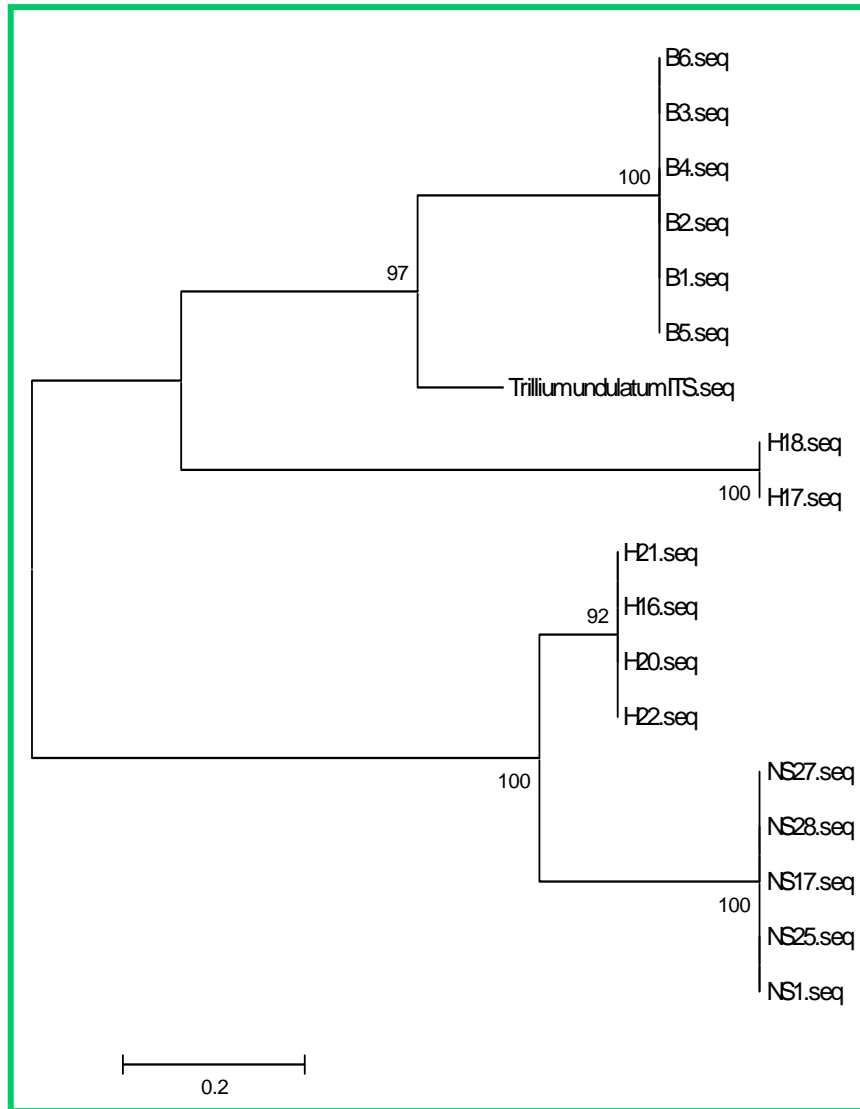 B6.seq
B3.seq
B4.seq
100
B2.seq
97
B1.seq
B5.seq
TrilliumundulatumITS.seq
H18.seq
100
H17.seq
H21.seq
92
H16.seq
H20.seq
H22.seq
100
NS27.seq
NS28.seq
NS17.seq
100
NS25.seq
NS1.seq
0.2